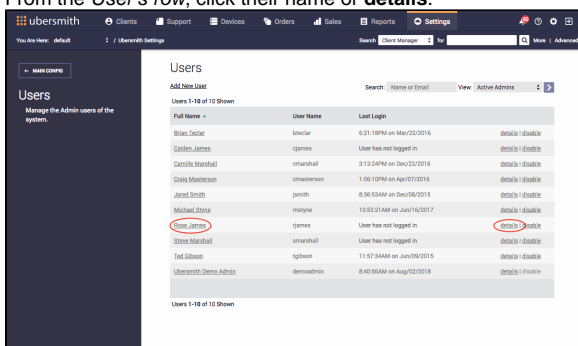 From the User's row, click their name or details.
ubersmith Clients Support Devices Orders Sales Reports Settings
You Are Here: default / Ubersmith Settings Search Client Manager for More | Advanced
← MAIN CONFIG
Users
Manage the Admin users of the
system.
Users
Add New User Search: Name or Email View: Active Admins
Users 1-10 of 10 Shown
Full Name User Name Last Login
Brian Teclar bteclar 6:21:18PM on Mar/22/2016 details | disable
Caiden James cjames User has not logged in details | disable
Camille Marshall cmarshall 3:13:24PM on Dec/22/2016 details | disable
Craig Masterson cmasterson 1:06:10PM on Apr/07/2016 details | disable
Jared Smith jsmith 8:36:53AM on Dec/08/2015 details | disable
Michael Styne mstyne 10:53:21AM on Jun/16/2017 details | disable
Rose James rjames User has not logged in details | disable
Steve Marshall smarshall User has not logged in details | disable
Ted Gibson tgibson 11:57:34AM on Jun/09/2015 details | disable
Ubersmith Demo Admin demoadmin 8:40:56AM on Aug/02/2018 details | disable
Users 1-10 of 10 Shown